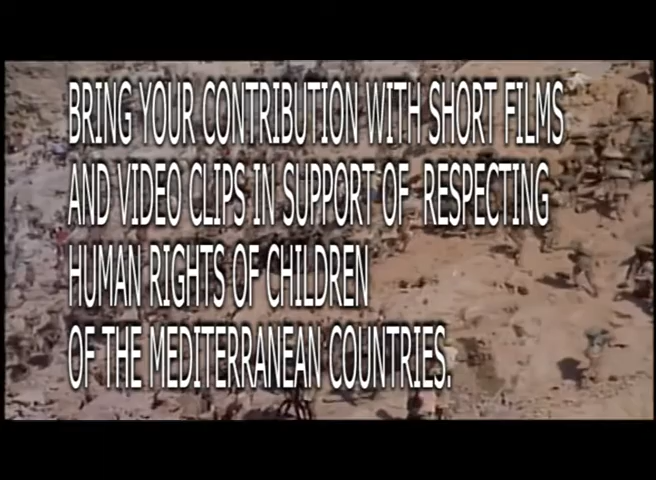 BRING YOUR CONTRIBUTION WITH SHORT FILMS
AND VIDEO CLIPS IN SUPPORT OF RESPECTING
HUMAN RIGHTS OF CHILDREN
OF THE MEDITERRANEAN COUNTRIES.